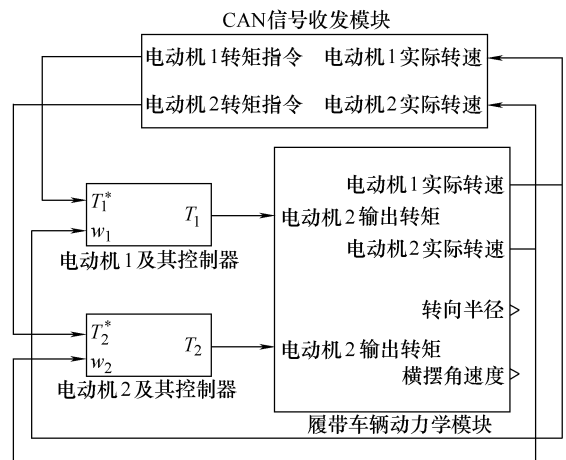 CAN信号收发模块
电动机1转矩指令 电动机1实际转速
电动机2转矩指令 电动机2实际转速
电动机1实际转速
T₁*
T₁
电动机2输出转矩
w₁
电动机2实际转速
电动机1及其控制器
转向半径
T₂*
T₂
电动机2输出转矩
w₂
横摆角速度
电动机2及其控制器
履带车辆动力学模块